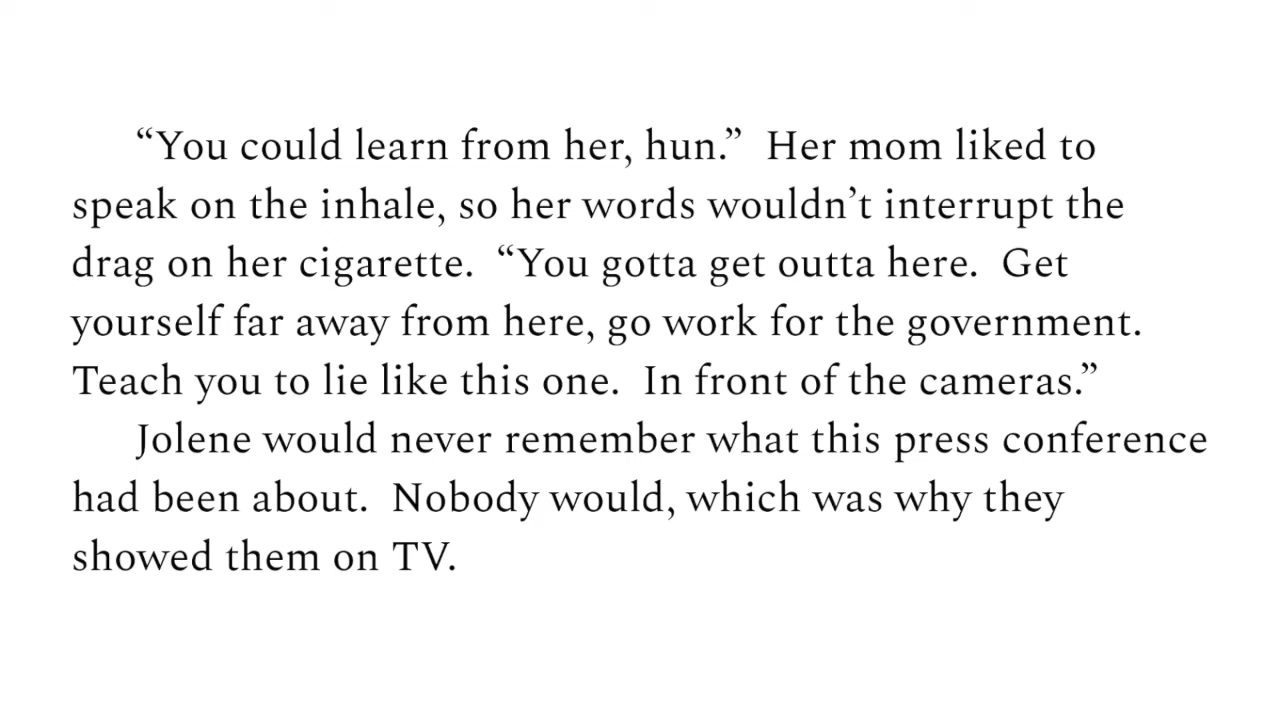 “You could learn from her, hun.”  Her mom liked to
speak on the inhale, so her words wouldn’t interrupt the
drag on her cigarette.  “You gotta get outta here.  Get
yourself far away from here, go work for the government.
Teach you to lie like this one.  In front of the cameras.”
Jolene would never remember what this press conference
had been about.  Nobody would, which was why they
showed them on TV.